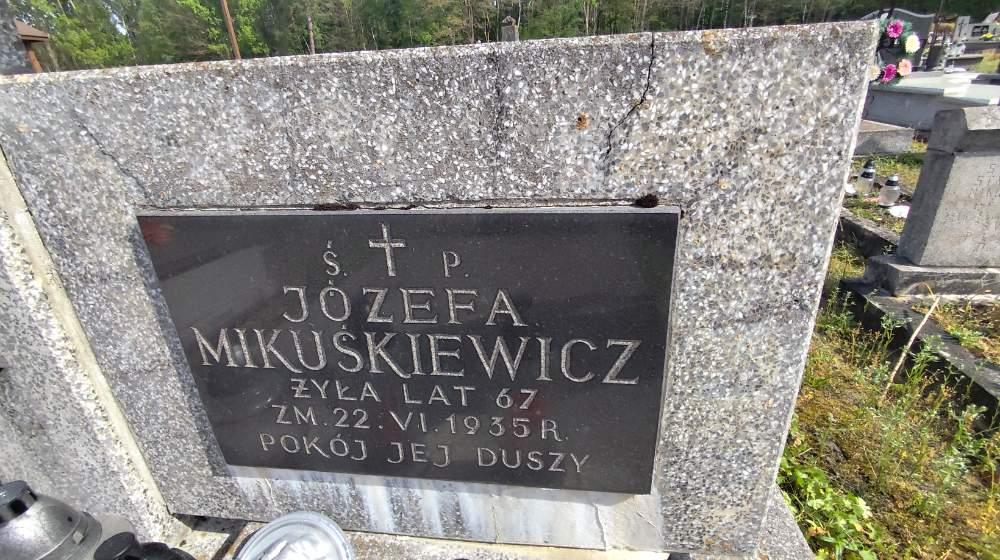 Ś. P.
JÓZEFA
MIKUŚKIEWICZ
ŻYŁA LAT 67
ZM. 22. VI. 1935 R.
POKÓJ JEJ DUSZY